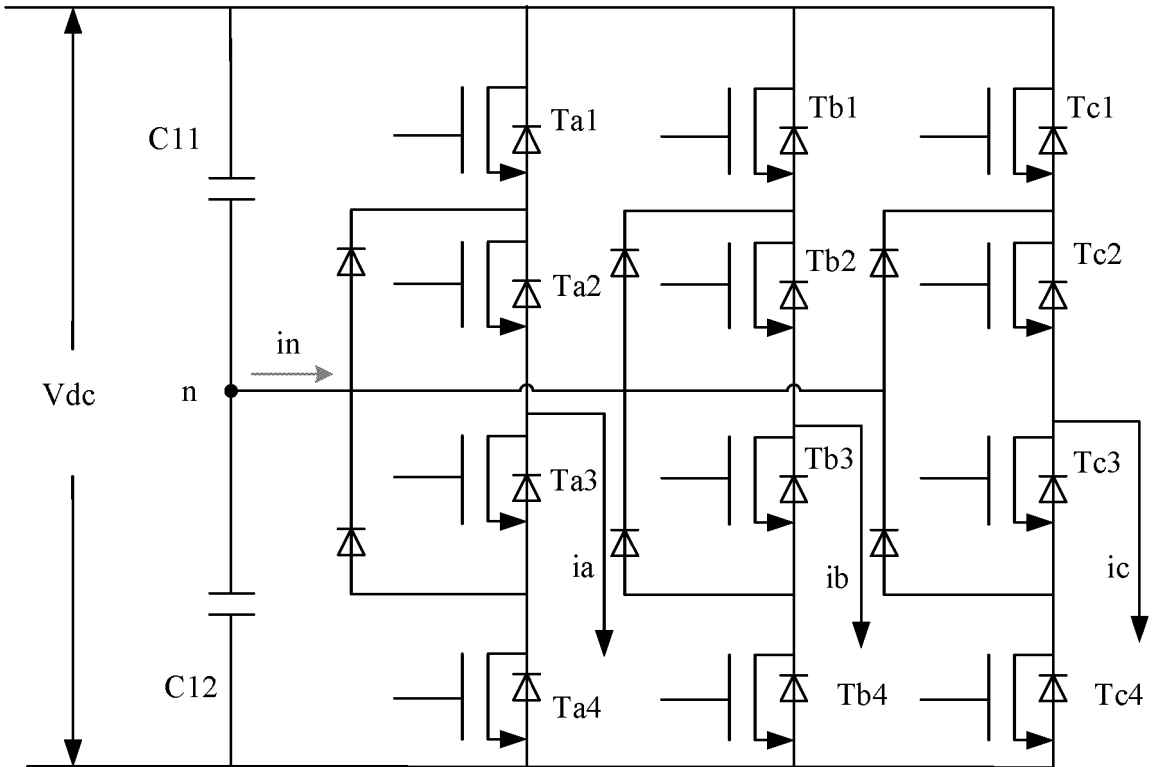 Ta1
Tb1
Tc1
C11
Ta2
Tb2
Tc2
in
Vdc
n
Ta3
Tb3
Tc3
ia
ib
ic
C12
Ta4
Tb4
Tc4